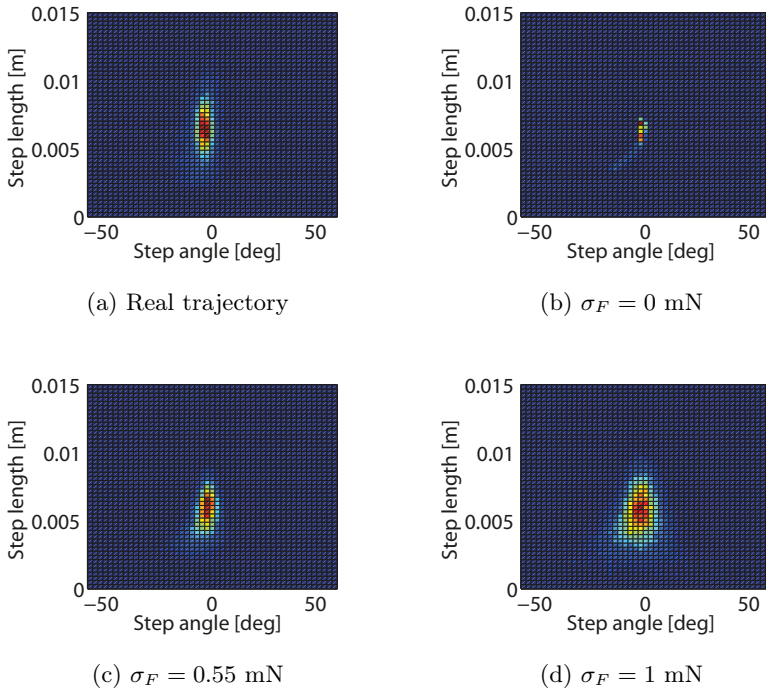 0.015
0.01
0.005
0
Step length [m]
−50
0
50
Step angle [deg]
(a) Real trajectory
0.015
0.01
0.005
0
Step length [m]
−50
0
50
Step angle [deg]
(b) σ_F = 0 mN
0.015
0.01
0.005
0
Step length [m]
−50
0
50
Step angle [deg]
(c) σ_F = 0.55 mN
0.015
0.01
0.005
0
Step length [m]
−50
0
50
Step angle [deg]
(d) σ_F = 1 mN